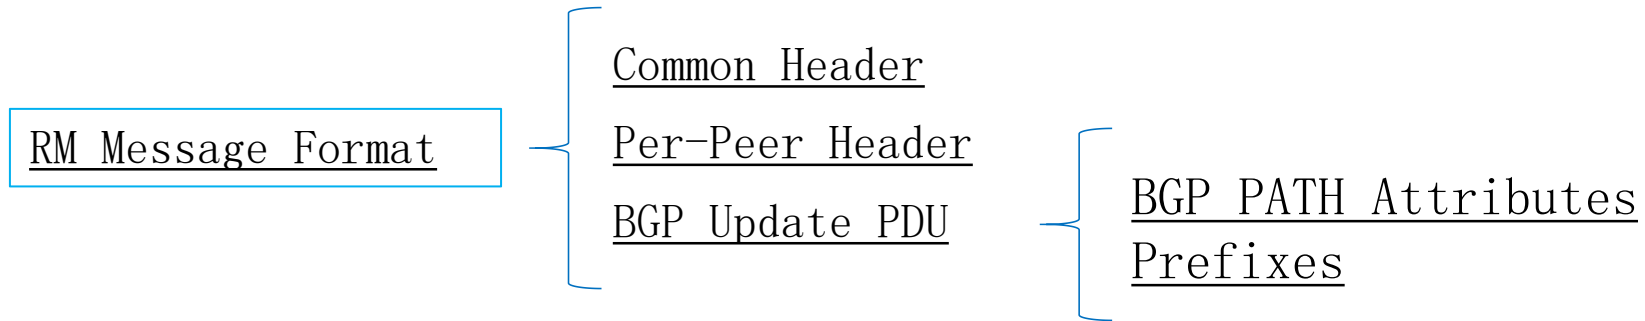 RM Message Format
Common Header
Per-Peer Header
BGP Update PDU
BGP PATH Attributes
Prefixes